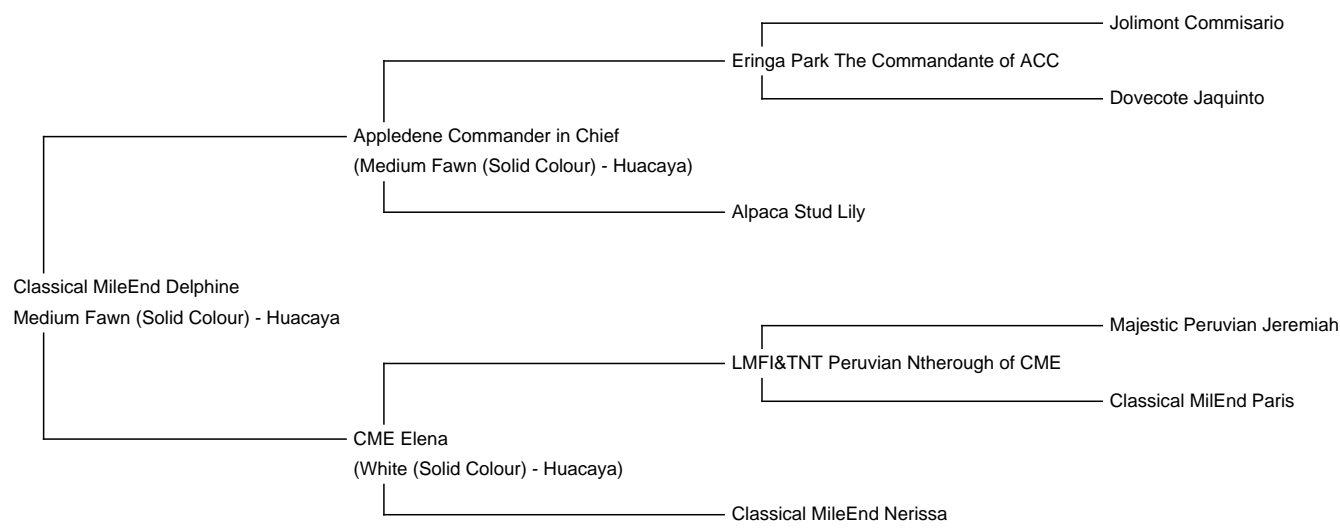 Jolimont Commisario
Eringa Park The Commandante of ACC
Dovecote Jaquinto
Appledene Commander in Chief
(Medium Fawn (Solid Colour) - Huacaya)
Alpaca Stud Lily
Classical MileEnd Delphine
Medium Fawn (Solid Colour) - Huacaya
Majestic Peruvian Jeremiah
LMFI&TNT Peruvian Ntherough of CME
Classical MilEnd Paris
CME Elena
(White (Solid Colour) - Huacaya)
Classical MileEnd Nerissa